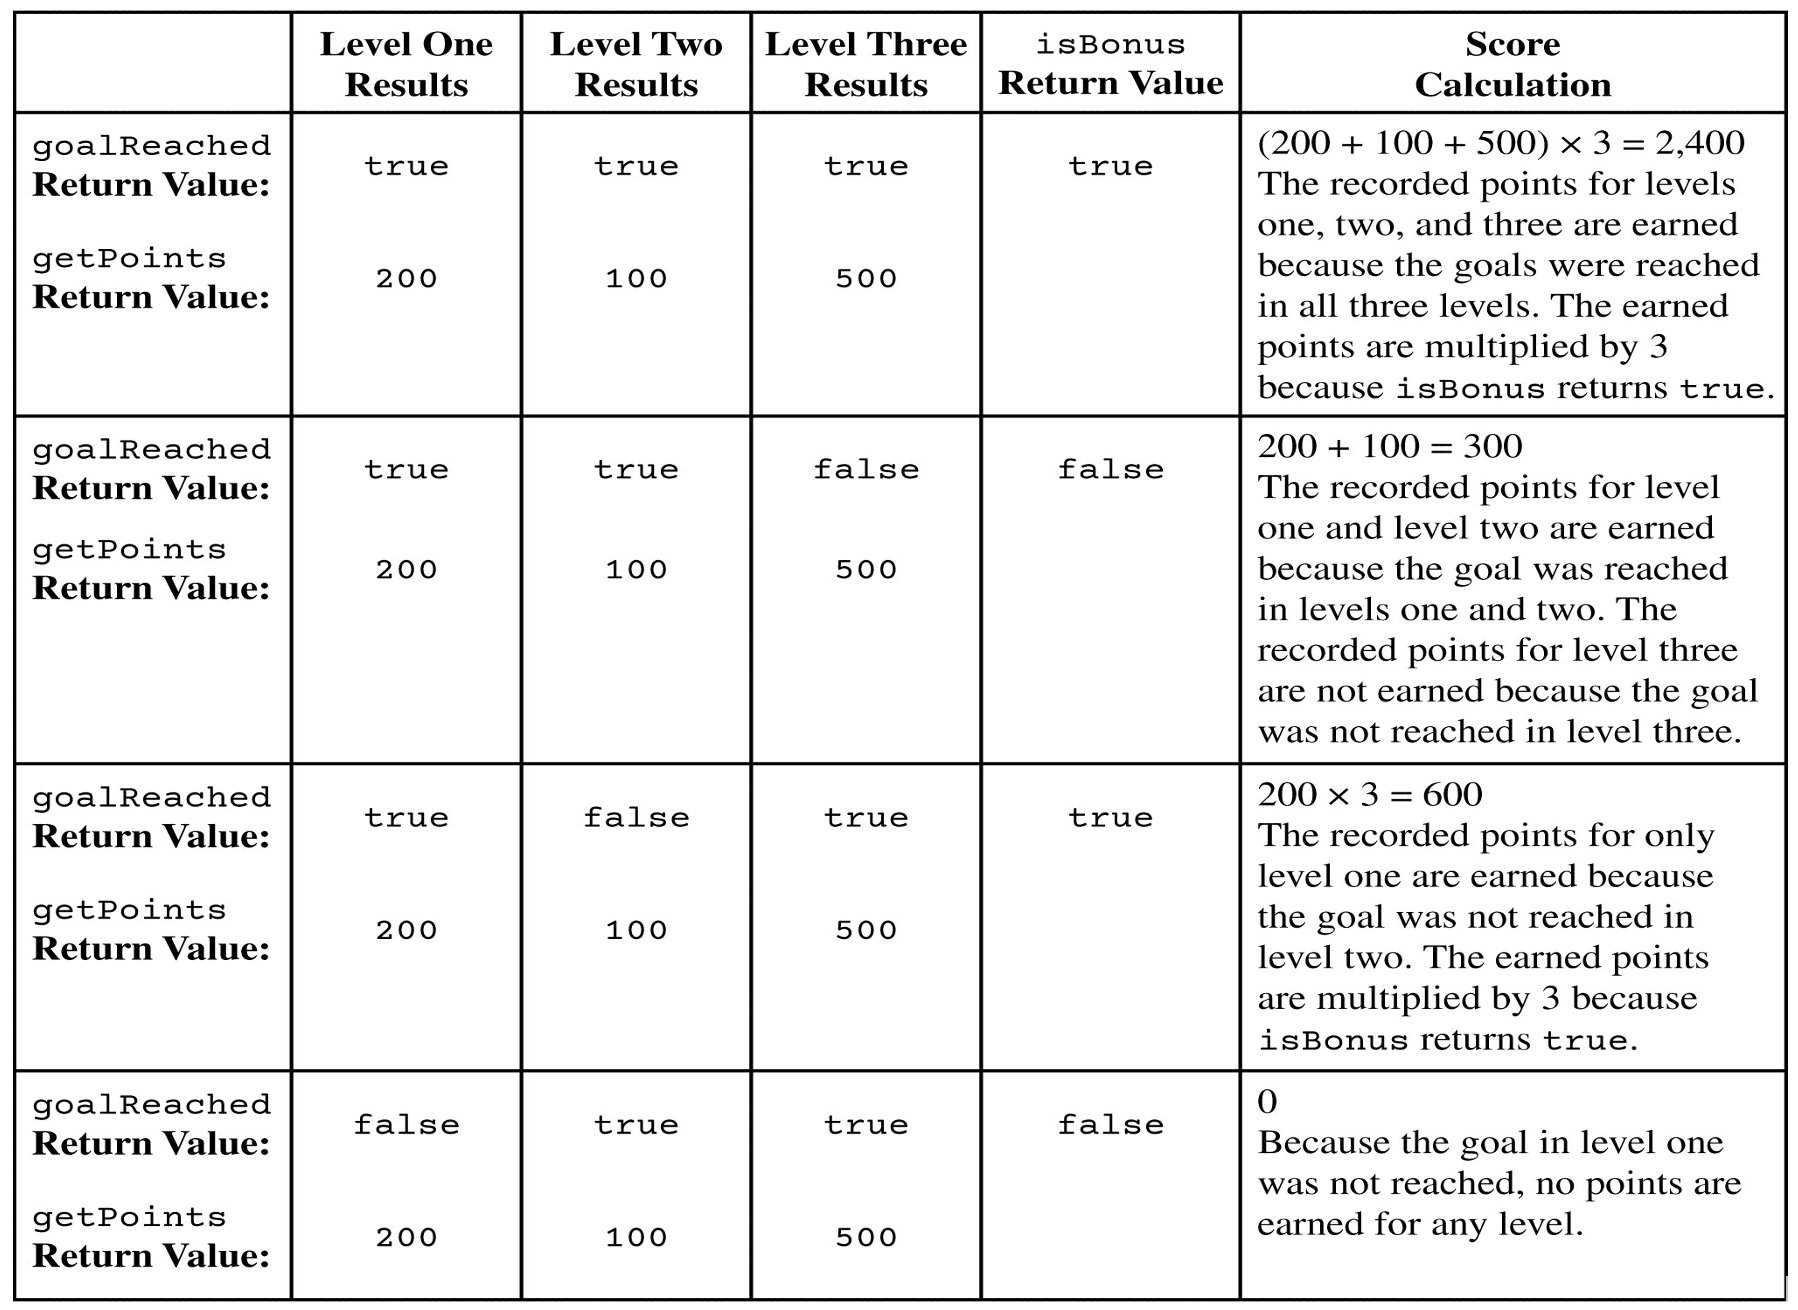 Level One Results
Level Two Results
Level Three Results
isBonus Return Value
Score Calculation
goalReached
Return Value:
true
true
true
true
getPoints
Return Value:
200
100
500
(200 + 100 + 500) × 3 = 2,400
The recorded points for levels
one, two, and three are earned
because the goals were reached
in all three levels. The earned
points are multiplied by 3
because isBonus returns true.
goalReached
Return Value:
true
true
false
false
getPoints
Return Value:
200
100
500
200 + 100 = 300
The recorded points for level
one and level two are earned
because the goal was reached
in levels one and two. The
recorded points for level three
are not earned because the goal
was not reached in level three.
goalReached
Return Value:
true
false
true
true
getPoints
Return Value:
200
100
500
200 × 3 = 600
The recorded points for only
level one are earned because
the goal was not reached in
level two. The earned points
are multiplied by 3 because
isBonus returns true.
goalReached
Return Value:
false
true
true
false
getPoints
Return Value:
200
100
500
0
Because the goal in level one
was not reached, no points are
earned for any level.